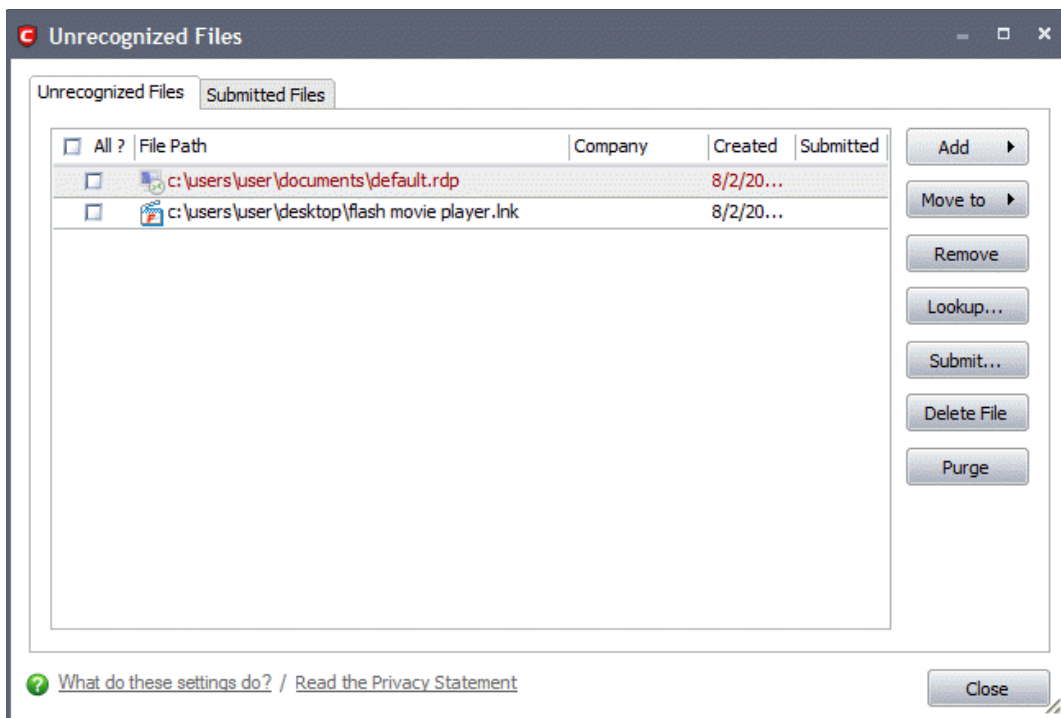 Unrecognized Files
Unrecognized Files Submitted Files
All ? File Path Company Created Submitted
c:\users\user\documents\default.rdp 8/2/20...
c:\users\user\desktop\flash movie player.lnk 8/2/20...
Add
Move to
Remove
Lookup...
Submit...
Delete File
Purge
What do these settings do? / Read the Privacy Statement
Close